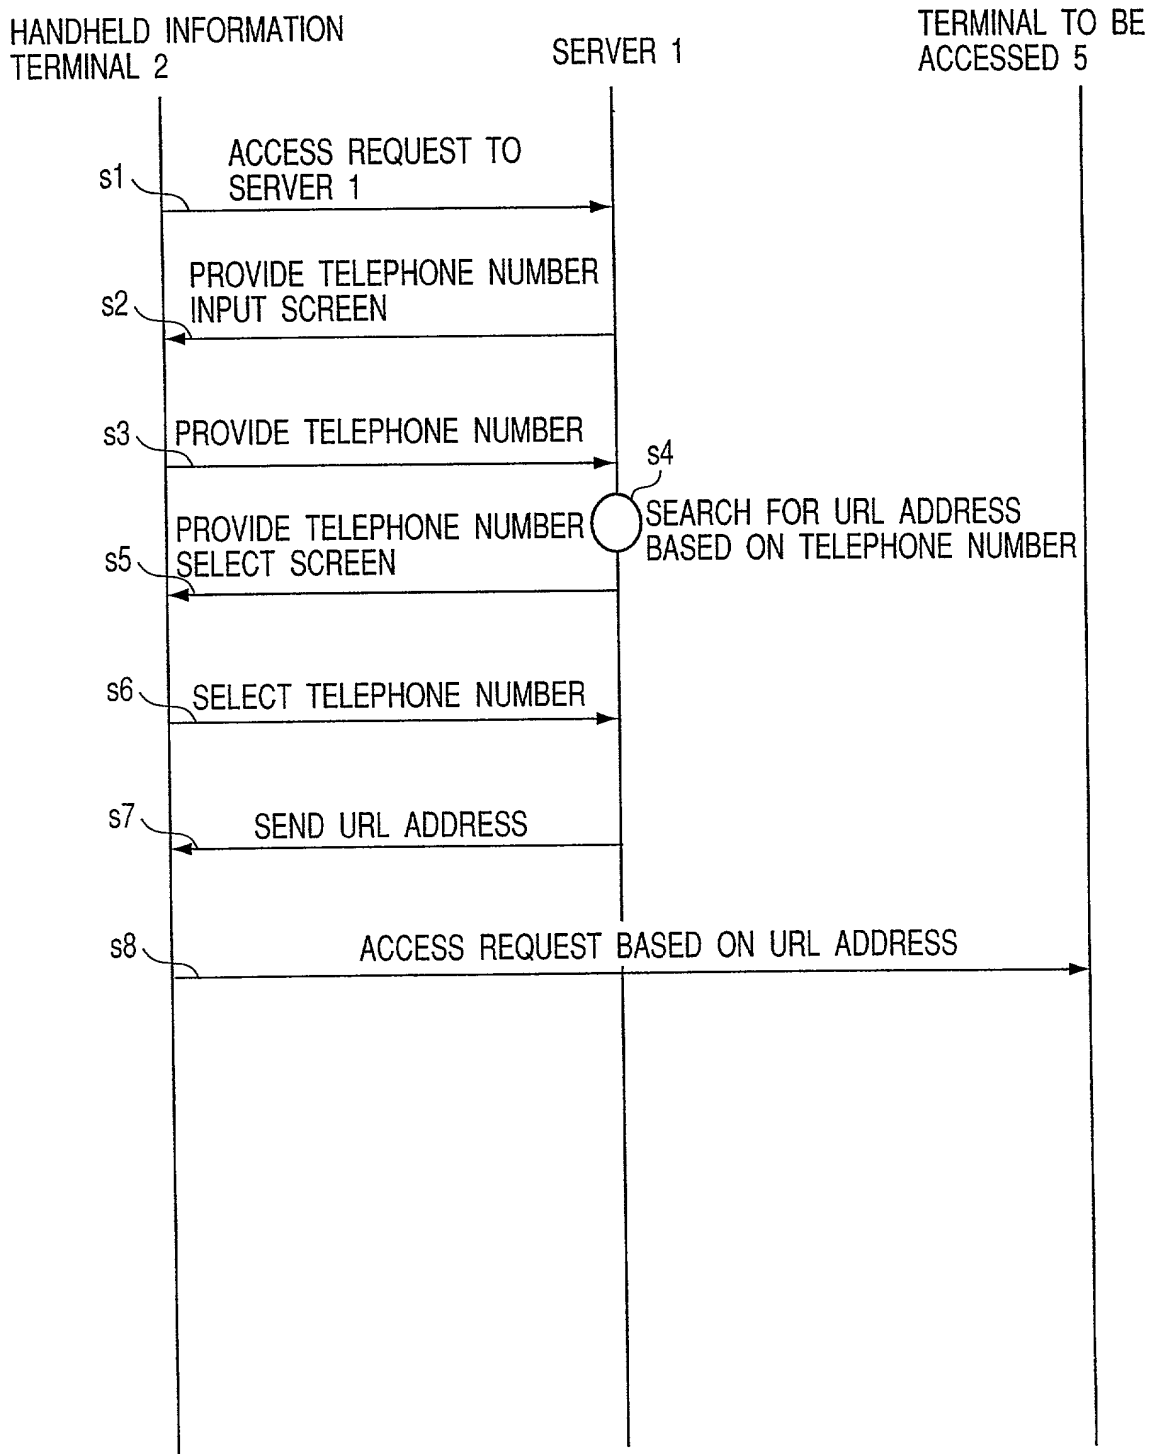 HANDHELD INFORMATION
TERMINAL 2
SERVER 1
TERMINAL TO BE
ACCESSED 5
s1
ACCESS REQUEST TO
SERVER 1
s2
PROVIDE TELEPHONE NUMBER
INPUT SCREEN
s3
PROVIDE TELEPHONE NUMBER
s4
SEARCH FOR URL ADDRESS
BASED ON TELEPHONE NUMBER
s5
PROVIDE TELEPHONE NUMBER
SELECT SCREEN
s6
SELECT TELEPHONE NUMBER
s7
SEND URL ADDRESS
s8
ACCESS REQUEST BASED ON URL ADDRESS